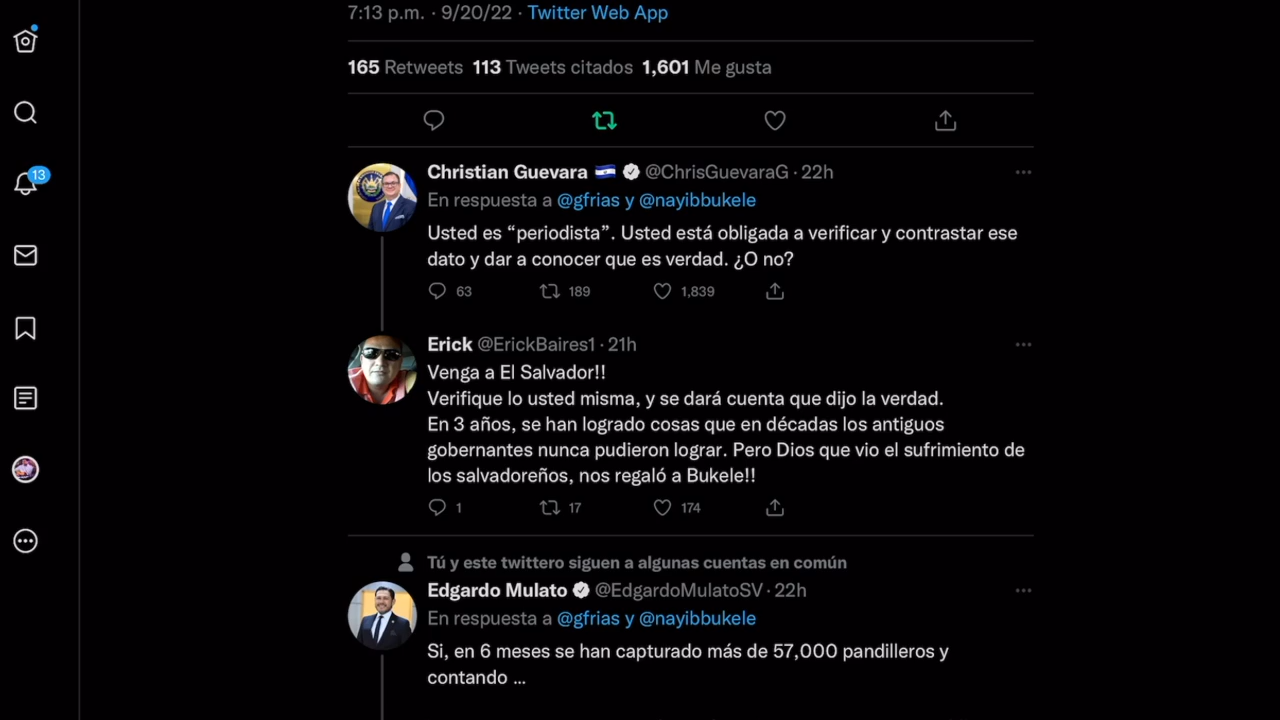 7:13 p.m. · 9/20/22 · Twitter Web App
165 Retweets 113 Tweets citados 1,601 Me gusta
13
Christian Guevara 🇸🇻 @ChrisGuevaraG · 22h
En respuesta a @gfrias y @nayibbukele
Usted es “periodista”. Usted está obligada a verificar y contrastar ese
dato y dar a conocer que es verdad. ¿O no?
63 189 1,839
Erick @ErickBaires1 · 21h
Venga a El Salvador!!
Verifique lo usted misma, y se dará cuenta que dijo la verdad.
En 3 años, se han logrado cosas que en décadas los antiguos
gobernantes nunca pudieron lograr. Pero Dios que vio el sufrimiento de
los salvadoreños, nos regaló a Bukele!!
1 17 174
Tú y este twittero siguen a algunas cuentas en común
Edgardo Mulato @EdgardoMulatoSV · 22h
En respuesta a @gfrias y @nayibbukele
Si, en 6 meses se han capturado más de 57,000 pandilleros y
contando ...